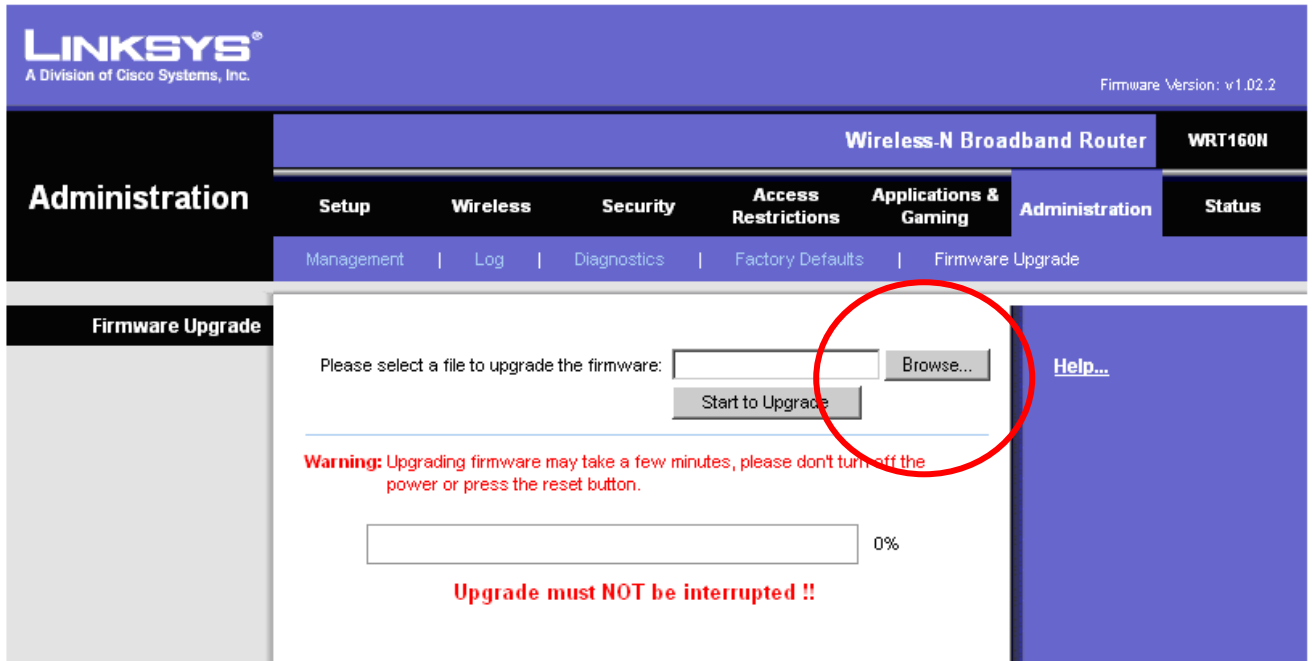 LINKSYS®
A Division of Cisco Systems, Inc.
Firmware Version: v1.02.2
Wireless-N Broadband Router
WRT160N
Administration
Setup
Wireless
Security
Access
Restrictions
Applications &
Gaming
Administration
Status
Management | Log | Diagnostics | Factory Defaults | Firmware Upgrade
Firmware Upgrade
Please select a file to upgrade the firmware:
Browse...
Start to Upgrade
Help...
Warning: Upgrading firmware may take a few minutes, please don't turn off the
power or press the reset button.
0%
Upgrade must NOT be interrupted !!